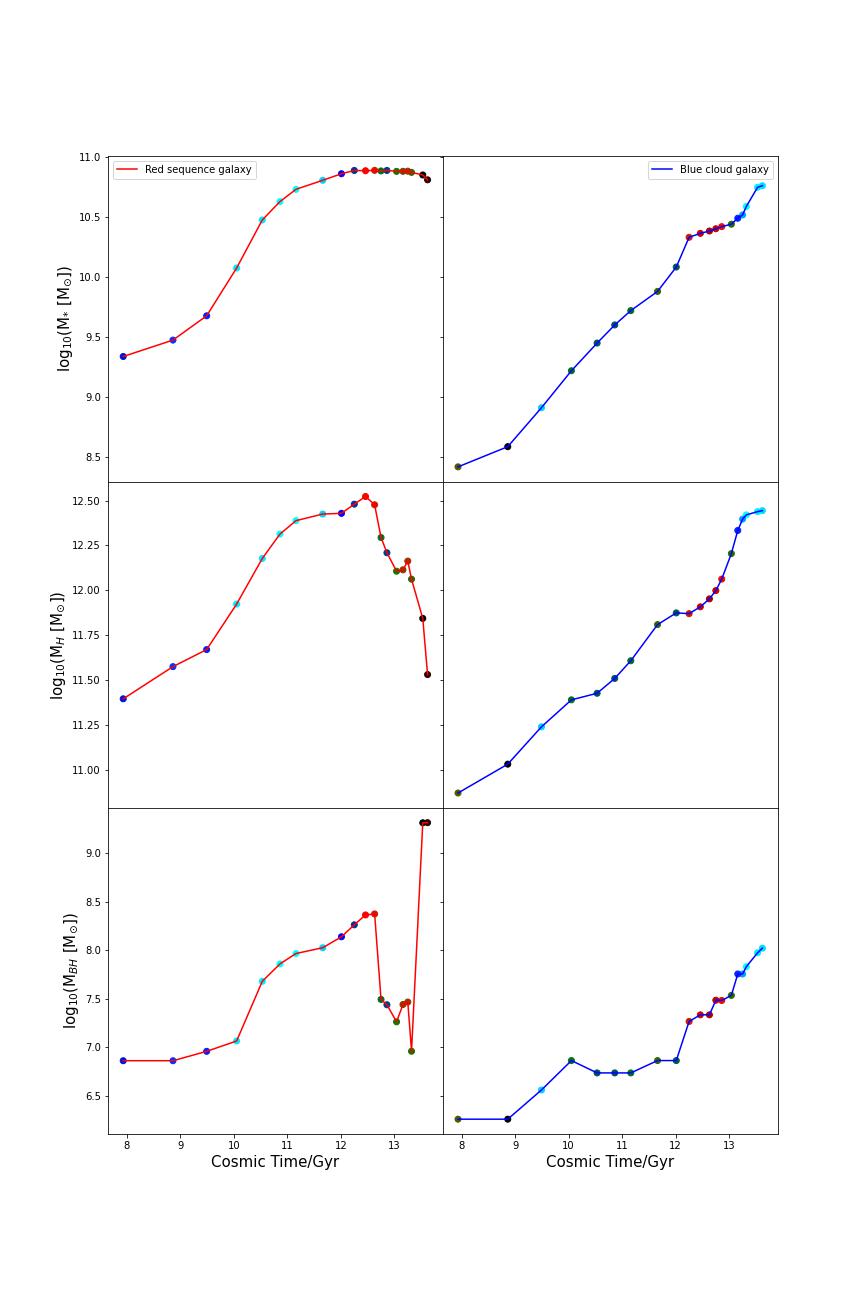 Red sequence galaxy
Blue cloud galaxy
11.0
10.5
10.0
9.5
9.0
8.5
log₁₀(M* [M⊙])
12.50
12.25
12.00
11.75
11.50
11.25
11.00
log₁₀(M_H [M⊙])
9.0
8.5
8.0
7.5
7.0
6.5
log₁₀(M_BH [M⊙])
8 9 10 11 12 13
8 9 10 11 12 13
Cosmic Time/Gyr
Cosmic Time/Gyr